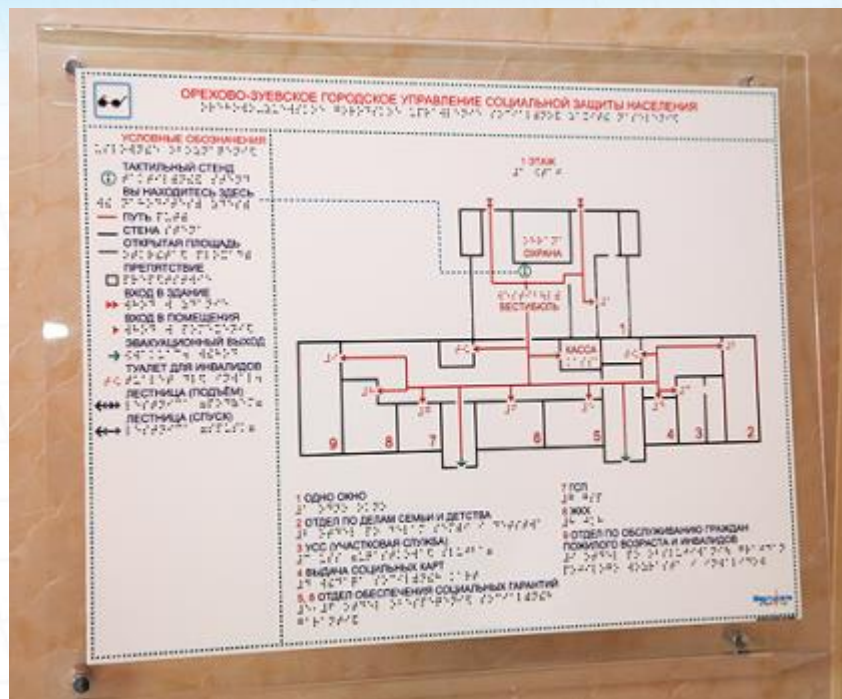 ОРЕХОВО-ЗУЕВСКОЕ ГОРОДСКОЕ УПРАВЛЕНИЕ СОЦИАЛЬНОЙ ЗАЩИТЫ НАСЕЛЕНИЯ
УСЛОВНЫЕ ОБОЗНАЧЕНИЯ
ТАКТИЛЬНЫЙ СТЕНД
ВЫ НАХОДИТЕСЬ ЗДЕСЬ
ПУТЬ
СТЕНА
ОТКРЫТАЯ ПЛОЩАДЬ
ПРЕПЯТСТВИЕ
ВХОД В ЗДАНИЕ
ВХОД В ПОМЕЩЕНИЯ
ЭВАКУАЦИОННЫЙ ВЫХОД
ТУАЛЕТ ДЛЯ ИНВАЛИДОВ
ЛЕСТНИЦА (ПОДЪЁМ)
ЛЕСТНИЦА (СПУСК)
1 ЭТАЖ
ОХРАНА
ВЕСТИБЮЛЬ
1
КАССА
9 8 7 6 5 4 3 2
1 ОДНО ОКНО
2 ОТДЕЛ ПО ДЕЛАМ СЕМЬИ И ДЕТСТВА
3 УСС (УЧАСТКОВАЯ СЛУЖБА)
4 ВЫДАЧА СОЦИЛЬНЫХ КАРТ
5, 6 ОТДЕЛ ОБЕСПЕЧЕНИЯ СОЦИАЛЬНЫХ ГАРАНТИЙ
7 ГСП
8 ЖКХ
9 ОТДЕЛ ПО ОБСЛУЖИВАНИЮ ГРАЖДАН
ПОЖИЛОГО ВОЗРАСТА И ИНВАЛИДОВ